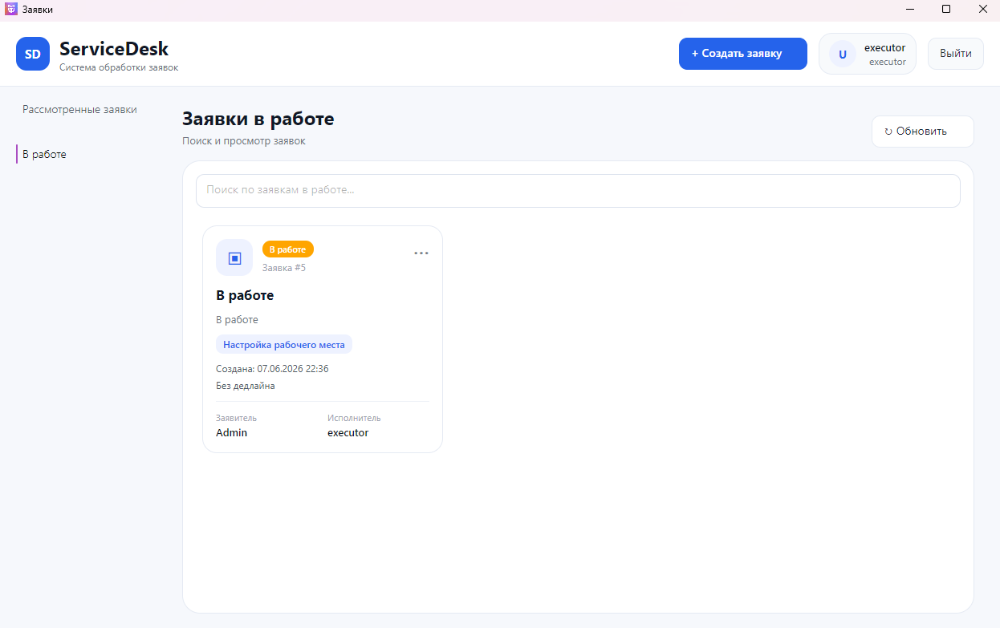 Заявки
SD
ServiceDesk
Система обработки заявок
+ Создать заявку
U
executor
executor
Выйти
Рассмотренные заявки
В работе
Заявки в работе
Поиск и просмотр заявок
↻ Обновить
Поиск по заявкам в работе...
В работе
Заявка #5
В работе
В работе
Настройка рабочего места
Создана: 07.06.2026 22:36
Без дедлайна
Заявитель
Исполнитель
Admin
executor